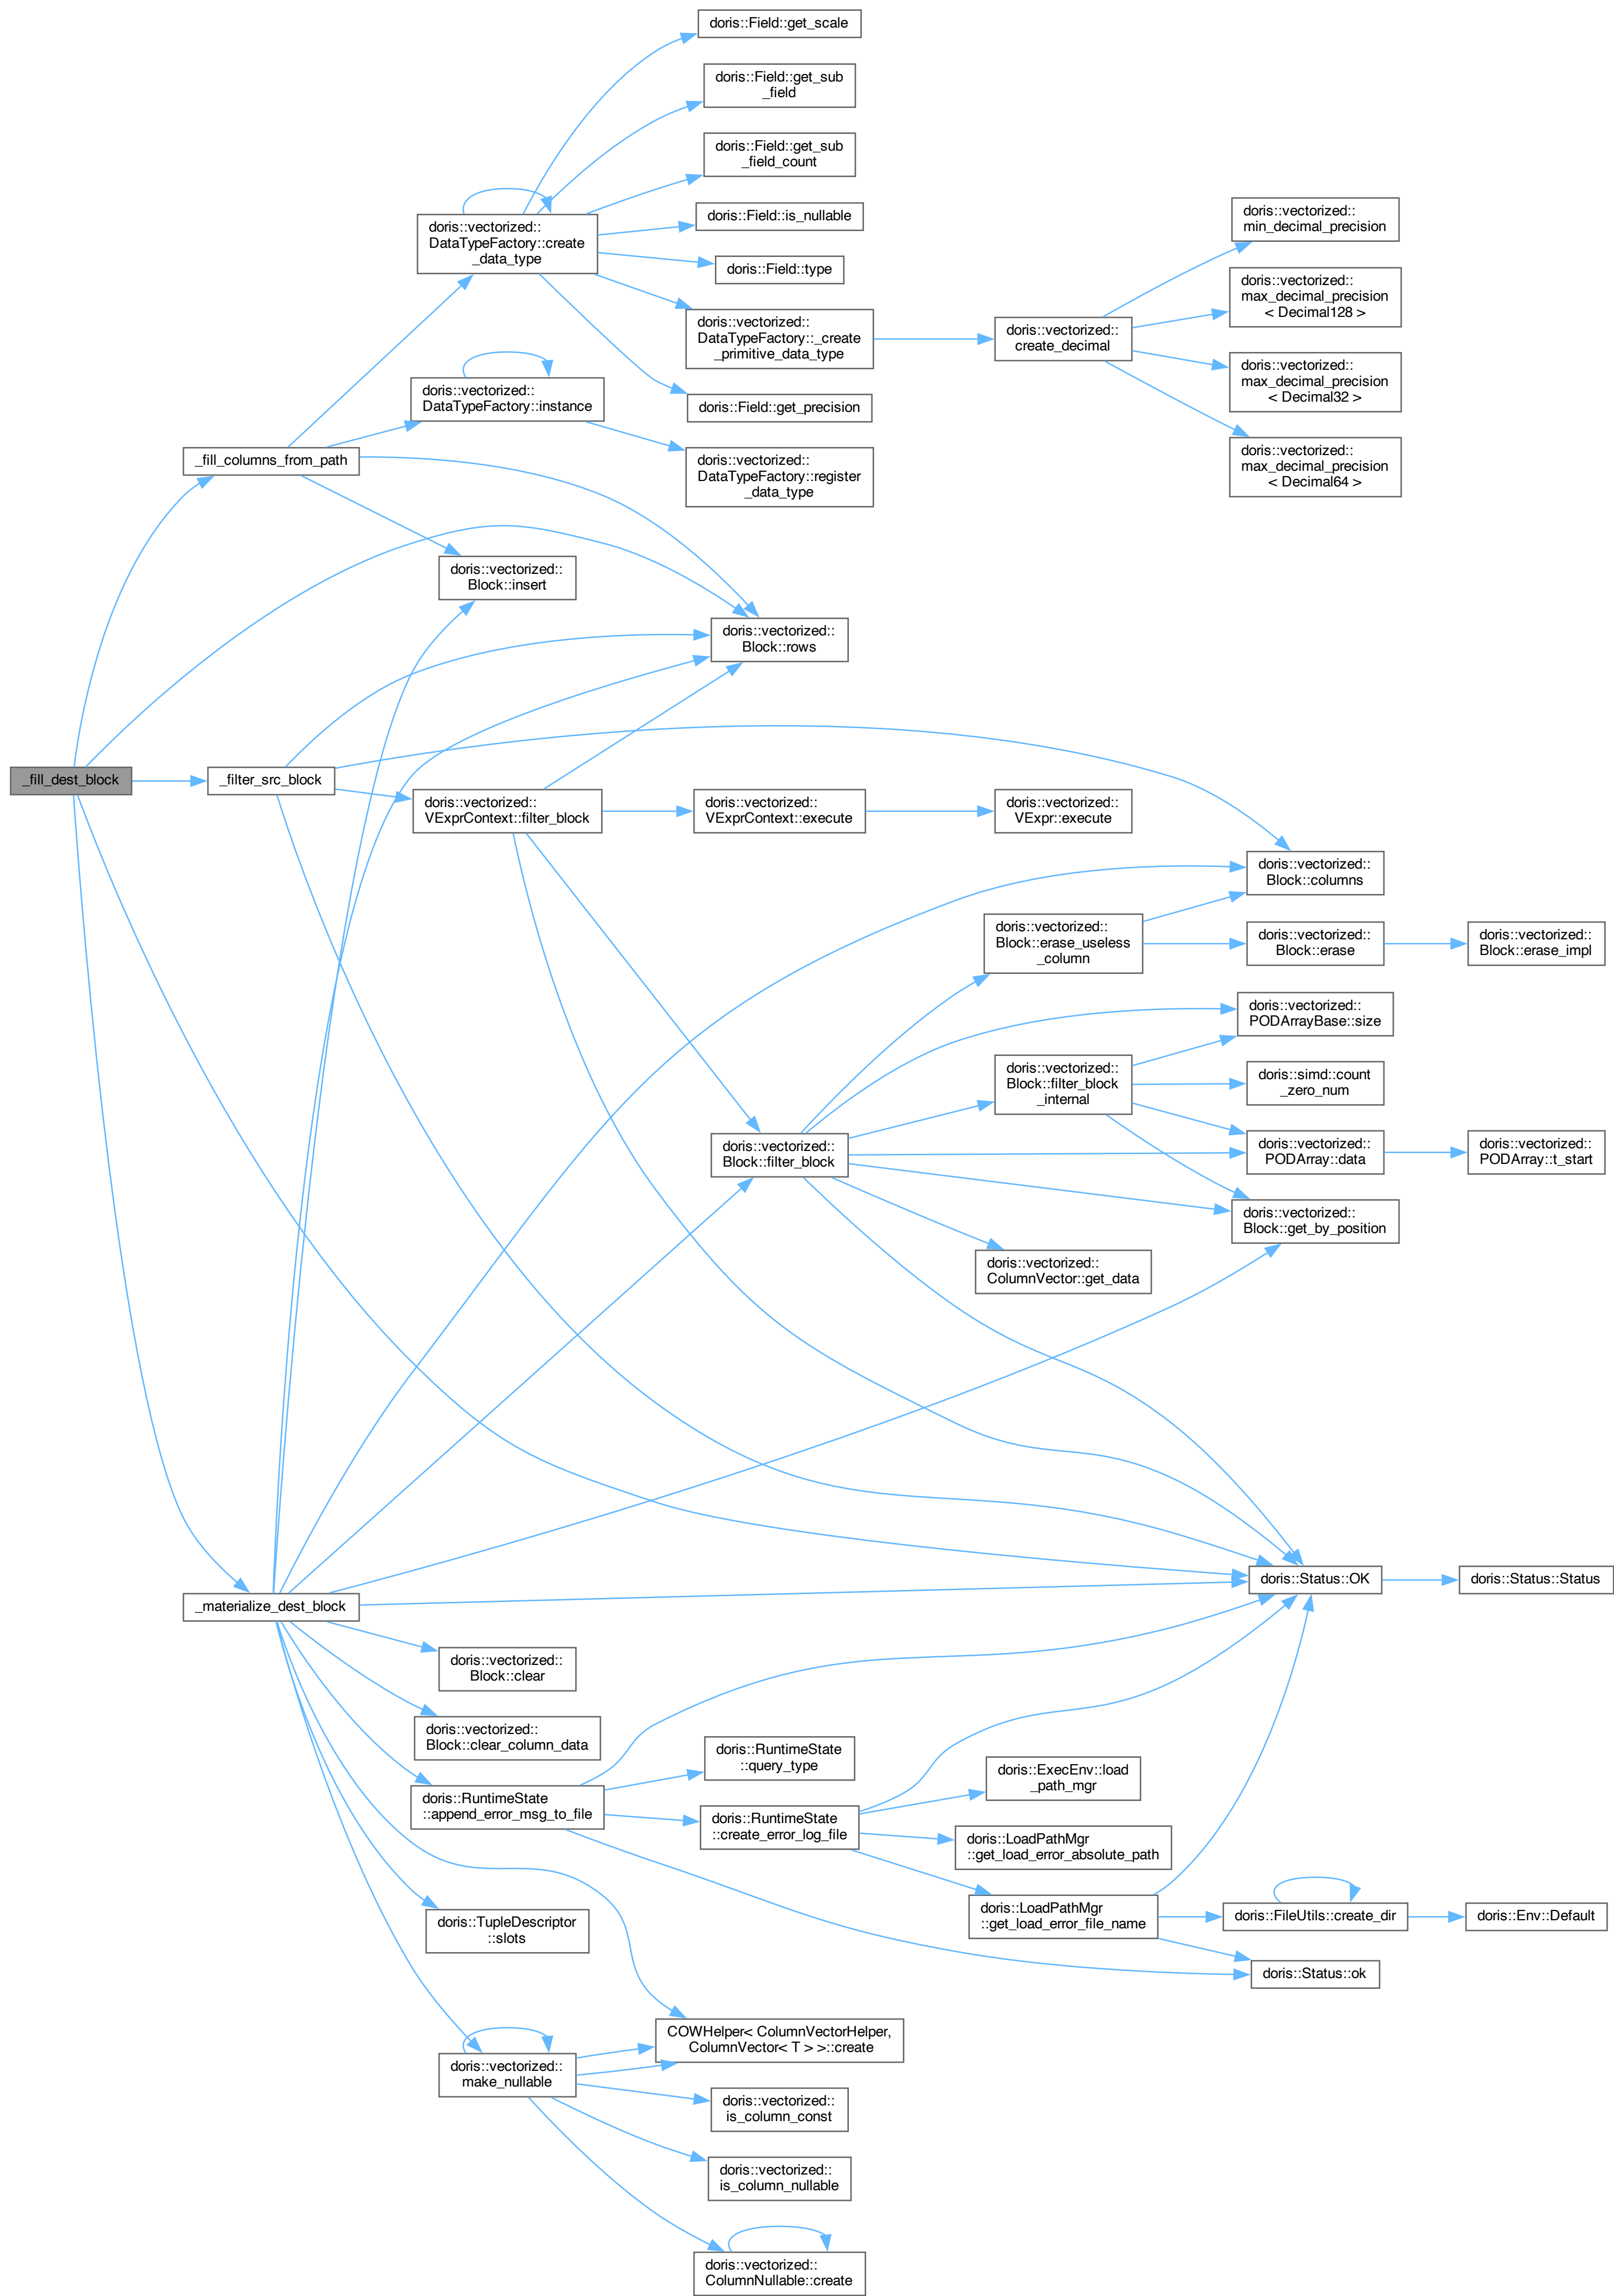 doris::Field::get_scale
doris::Field::get_sub
_field
doris::Field::get_sub
_field_count
doris::vectorized::
DataTypeFactory::create
_data_type
doris::Field::is_nullable
doris::Field::type
doris::vectorized::
DataTypeFactory::_create
_primitive_data_type
doris::Field::get_precision
doris::vectorized::
create_decimal
doris::vectorized::
min_decimal_precision
doris::vectorized::
max_decimal_precision
< Decimal128 >
doris::vectorized::
max_decimal_precision
< Decimal32 >
doris::vectorized::
max_decimal_precision
< Decimal64 >
doris::vectorized::
DataTypeFactory::instance
_fill_columns_from_path
doris::vectorized::
DataTypeFactory::register
_data_type
doris::vectorized::
Block::insert
doris::vectorized::
Block::rows
_fill_dest_block
_filter_src_block
doris::vectorized::
VExprContext::filter_block
doris::vectorized::
VExprContext::execute
doris::vectorized::
VExpr::execute
doris::vectorized::
Block::columns
doris::vectorized::
Block::erase_useless
_column
doris::vectorized::
Block::erase
doris::vectorized::
Block::erase_impl
doris::vectorized::
PODArrayBase::size
doris::vectorized::
Block::filter_block
_internal
doris::simd::count
_zero_num
doris::vectorized::
Block::filter_block
doris::vectorized::
PODArray::data
doris::vectorized::
PODArray::t_start
doris::vectorized::
Block::get_by_position
doris::vectorized::
ColumnVector::get_data
_materialize_dest_block
doris::Status::OK
doris::Status::Status
doris::vectorized::
Block::clear
doris::vectorized::
Block::clear_column_data
doris::RuntimeState
::append_error_msg_to_file
doris::RuntimeState
::query_type
doris::RuntimeState
::create_error_log_file
doris::ExecEnv::load
_path_mgr
doris::LoadPathMgr
::get_load_error_absolute_path
doris::LoadPathMgr
::get_load_error_file_name
doris::FileUtils::create_dir
doris::Env::Default
doris::Status::ok
doris::TupleDescriptor
::slots
COWHelper< ColumnVectorHelper,
ColumnVector< T > >::create
doris::vectorized::
make_nullable
doris::vectorized::
is_column_const
doris::vectorized::
is_column_nullable
doris::vectorized::
ColumnNullable::create